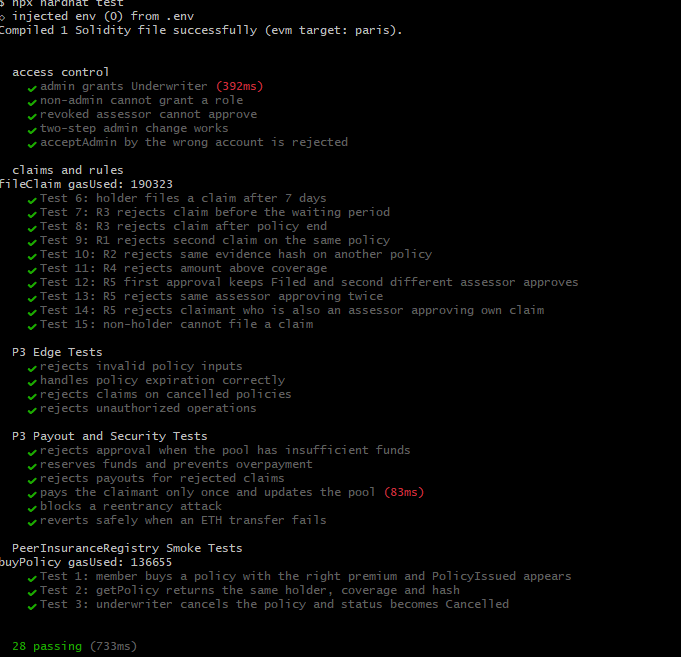 $ npx hardhat test
◇ injected env (0) from .env
Compiled 1 Solidity file successfully (evm target: paris).
access control
✓ admin grants Underwriter (392ms)
✓ non-admin cannot grant a role
✓ revoked assessor cannot approve
✓ two-step admin change works
✓ acceptAdmin by the wrong account is rejected
claims and rules
fileClaim gasUsed: 190323
✓ Test 6: holder files a claim after 7 days
✓ Test 7: R3 rejects claim before the waiting period
✓ Test 8: R3 rejects claim after policy end
✓ Test 9: R1 rejects second claim on the same policy
✓ Test 10: R2 rejects same evidence hash on another policy
✓ Test 11: R4 rejects amount above coverage
✓ Test 12: R5 first approval keeps Filed and second different assessor approves
✓ Test 13: R5 rejects same assessor approving twice
✓ Test 14: R5 rejects claimant who is also an assessor approving own claim
✓ Test 15: non-holder cannot file a claim
P3 Edge Tests
✓ rejects invalid policy inputs
✓ handles policy expiration correctly
✓ rejects claims on cancelled policies
✓ rejects unauthorized operations
P3 Payout and Security Tests
✓ rejects approval when the pool has insufficient funds
✓ reserves funds and prevents overpayment
✓ rejects payouts for rejected claims
✓ pays the claimant only once and updates the pool (83ms)
✓ blocks a reentrancy attack
✓ reverts safely when an ETH transfer fails
PeerInsuranceRegistry Smoke Tests
buyPolicy gasUsed: 136655
✓ Test 1: member buys a policy with the right premium and PolicyIssued appears
✓ Test 2: getPolicy returns the same holder, coverage and hash
✓ Test 3: underwriter cancels the policy and status becomes Cancelled
28 passing (733ms)